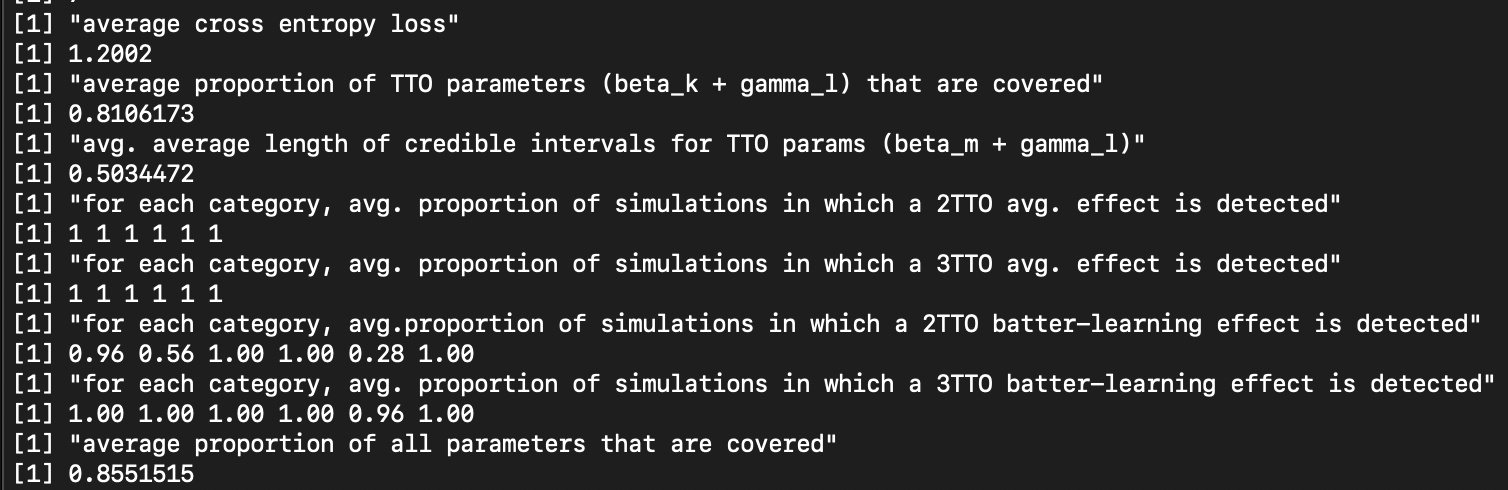 [1] "average cross entropy loss"
[1] 1.2002
[1] "average proportion of TTO parameters (beta_k + gamma_l) that are covered"
[1] 0.8106173
[1] "avg. average length of credible intervals for TTO params (beta_m + gamma_l)"
[1] 0.5034472
[1] "for each category, avg. proportion of simulations in which a 2TTO avg. effect is detected"
[1] 1 1 1 1 1 1
[1] "for each category, avg. proportion of simulations in which a 3TTO avg. effect is detected"
[1] 1 1 1 1 1 1
[1] "for each category, avg.proportion of simulations in which a 2TTO batter-learning effect is detected"
[1] 0.96 0.56 1.00 1.00 0.28 1.00
[1] "for each category, avg. proportion of simulations in which a 3TTO batter-learning effect is detected"
[1] 1.00 1.00 1.00 1.00 0.96 1.00
[1] "average proportion of all parameters that are covered"
[1] 0.8551515